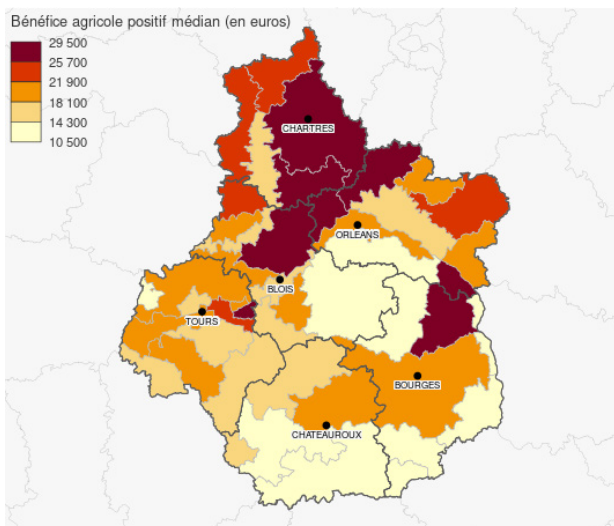 Bénéfice agricole positif médian (en euros)
29 500
25 700
21 900
18 100
14 300
10 500
CHARTRES
ORLEANS
BLOIS
TOURS
BOURGES
CHATEAUROUX